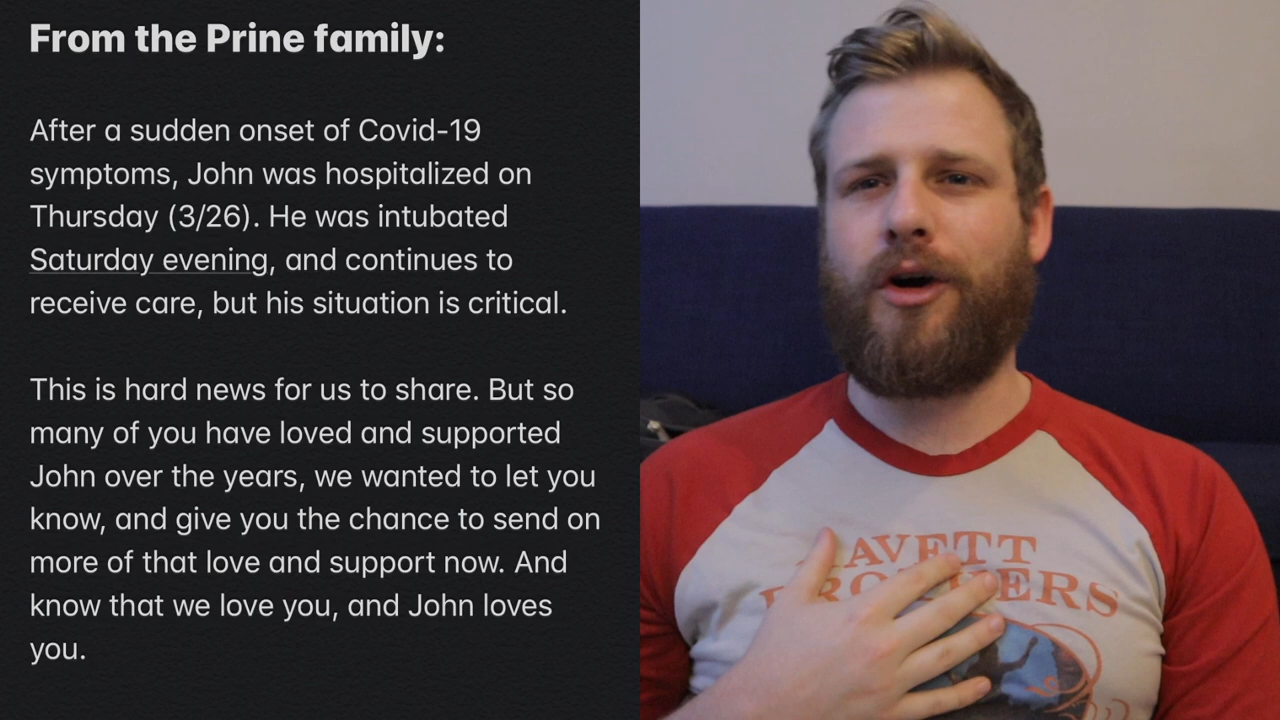 From the Prine family:
After a sudden onset of Covid-19
symptoms, John was hospitalized on
Thursday (3/26). He was intubated
Saturday evening, and continues to
receive care, but his situation is critical.
This is hard news for us to share. But so
many of you have loved and supported
John over the years, we wanted to let you
know, and give you the chance to send on
more of that love and support now. And
know that we love you, and John loves
you.
AVETT
BROTHERS